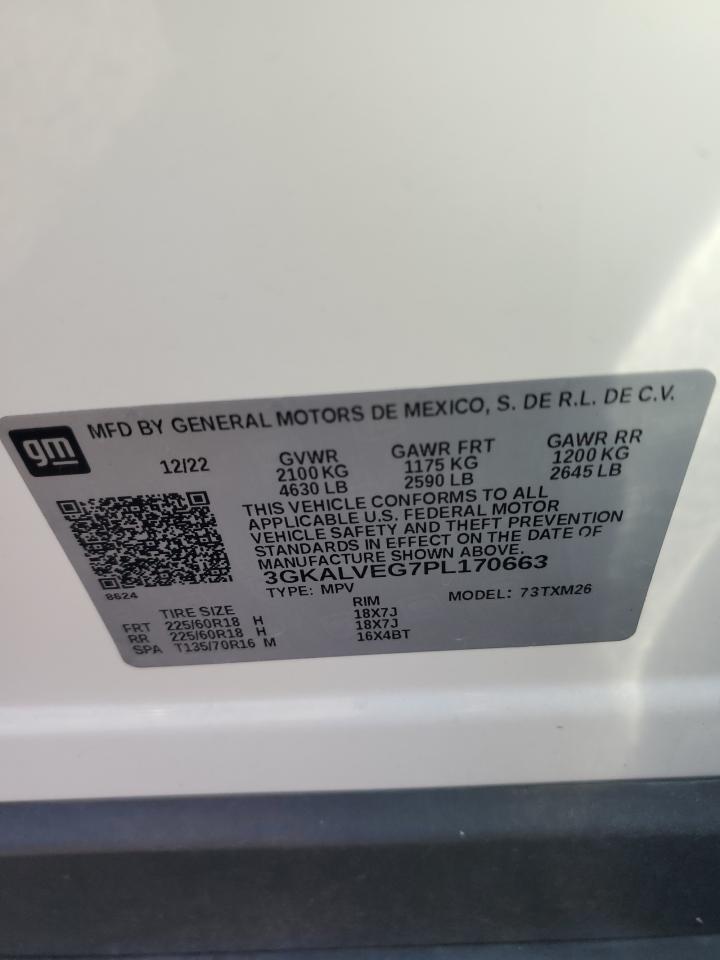 gm
MFD BY GENERAL MOTORS DE MEXICO, S. DE R.L. DE C.V.
12/22
GVWR
2100 KG
4630 LB
GAWR FRT
1175 KG
2590 LB
GAWR RR
1200 KG
2645 LB
THIS VEHICLE CONFORMS TO ALL
APPLICABLE U.S. FEDERAL MOTOR
VEHICLE SAFETY AND THEFT PREVENTION
STANDARDS IN EFFECT ON THE DATE OF
MANUFACTURE SHOWN ABOVE.
3GKALVEG7PL170663
8624
TYPE: MPV
MODEL: 73TXM26
TIRE SIZE RIM
FRT 225/60R18 H 18X7J
RR 225/60R18 H 18X7J
SPA T135/70R16 M 16X4BT